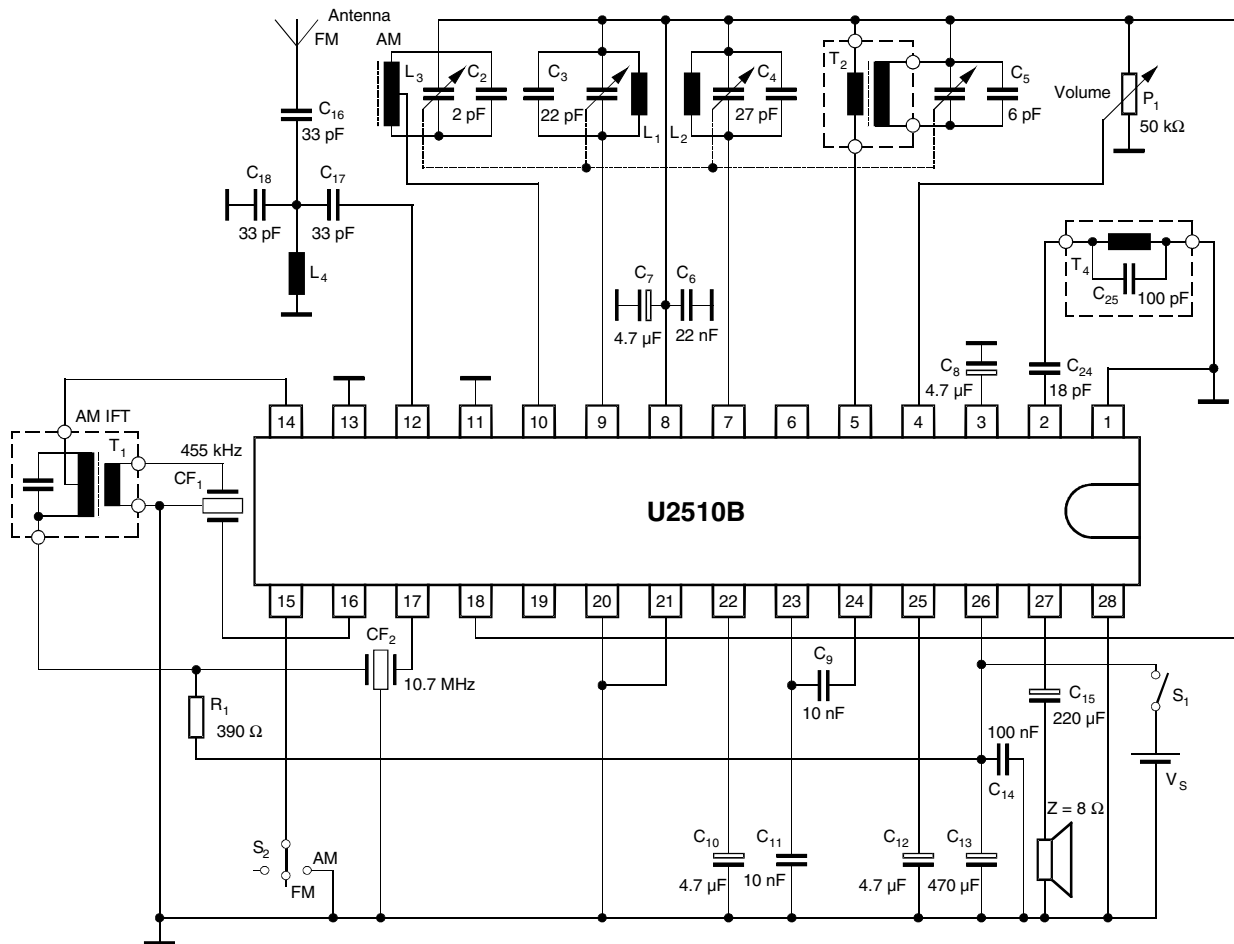 Antenna
FM
AM
L3
C2
2 pF
C3
22 pF
L1
L2
C4
27 pF
T2
C5
6 pF
Volume
P1
50 kΩ
C16
33 pF
C18
33 pF
C17
33 pF
L4
C7
4.7 µF
C6
22 nF
T4
C25
100 pF
C8
4.7 µF
C24
18 pF
AM IFT
T1
455 kHz
CF1
14 13 12 11 10 9 8 7 6 5 4 3 2 1
U2510B
15 16 17 18 19 20 21 22 23 24 25 26 27 28
CF2
10.7 MHz
R1
390 Ω
C9
10 nF
C15
220 µF
S1
100 nF
C14
VS
Z = 8 Ω
S2
AM
FM
C10
4.7 µF
C11
10 nF
C12
4.7 µF
C13
470 µF